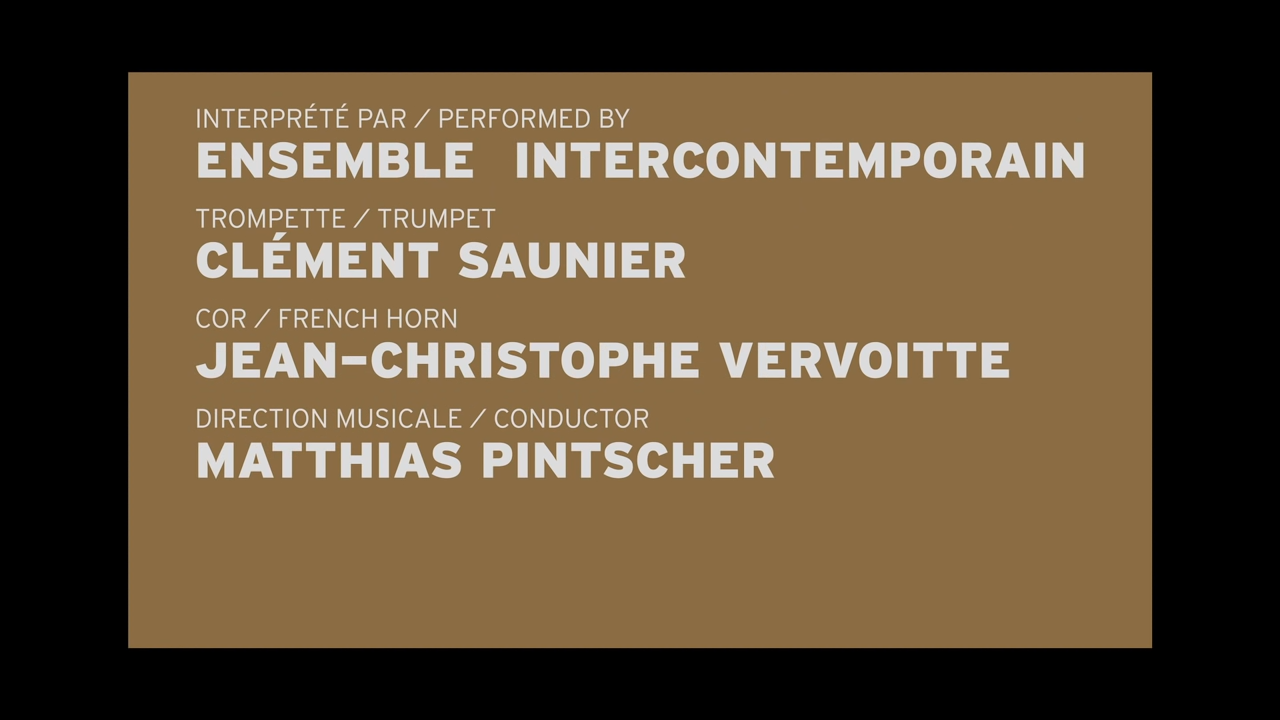 INTERPRÉTÉ PAR / PERFORMED BY
ENSEMBLE INTERCONTEMPORAIN
TROMPETTE / TRUMPET
CLÉMENT SAUNIER
COR / FRENCH HORN
JEAN-CHRISTOPHE VERVOITTE
DIRECTION MUSICALE / CONDUCTOR
MATTHIAS PINTSCHER